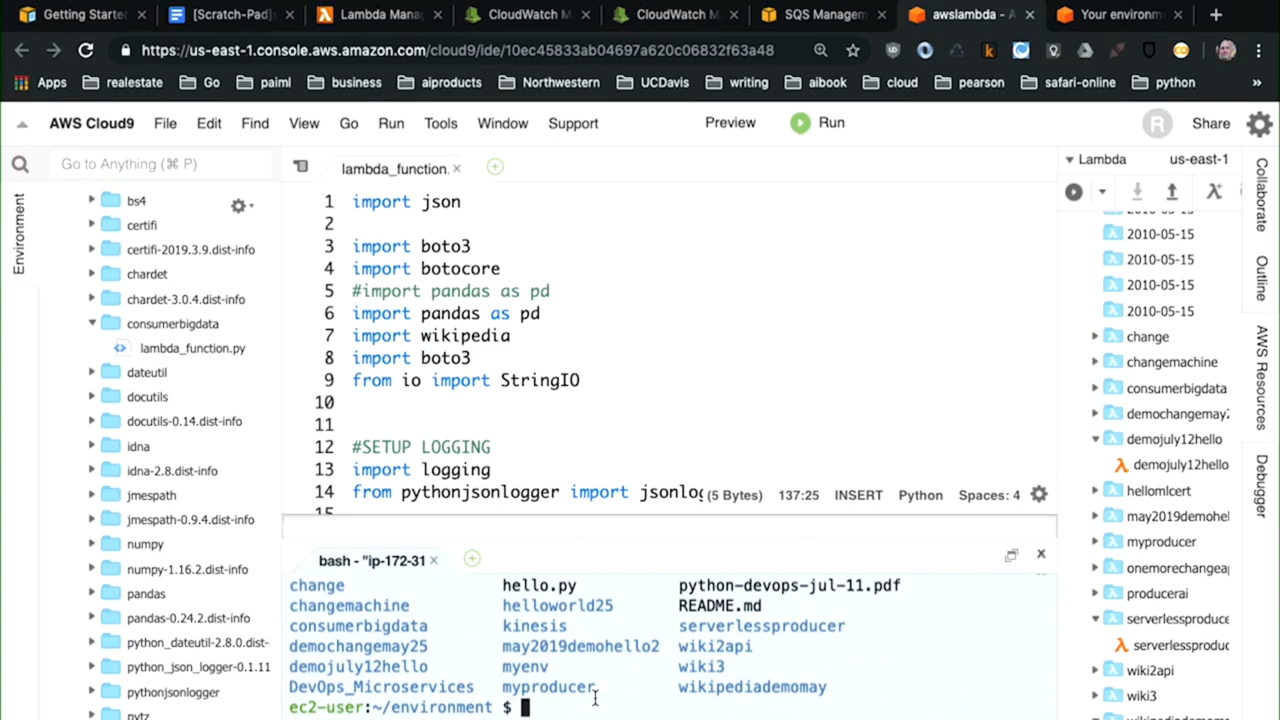 Getting Started
[Scratch-Pad]
Lambda Mana
CloudWatch M
CloudWatch M
SQS Managem
awslambda - A
Your environm
https://us-east-1.console.aws.amazon.com/cloud9/ide/10ec45833ab04697a620c06832f63a48
Apps realestate Go paiml business aiproducts Northwestern UCDavis writing aibook cloud pearson safari-online python »
AWS Cloud9 File Edit Find View Go Run Tools Window Support Preview Run R Share
Go to Anything (⌘ P)
Environment
bs4
certifi
certifi-2019.3.9.dist-info
chardet
chardet-3.0.4.dist-info
consumerbigdata
lambda_function.py
dateutil
docutils
docutils-0.14.dist-info
idna
idna-2.8.dist-info
jmespath
jmespath-0.9.4.dist-info
numpy
numpy-1.16.2.dist-info
pandas
pandas-0.24.2.dist-info
python_dateutil-2.8.0.dist-
python_json_logger-0.1.11
pythonjsonlogger
pytz
lambda_function.
1 import json
2
3 import boto3
4 import botocore
5 #import pandas as pd
6 import pandas as pd
7 import wikipedia
8 import boto3
9 from io import StringIO
10
11
12 #SETUP LOGGING
13 import logging
14 from pythonjsonlogger import jsonlog
15
(5 Bytes) 137:25 INSERT Python Spaces: 4
bash - "ip-172-31
change hello.py python-devops-jul-11.pdf
changemachine helloworld25 README.md
consumerbigdata kinesis serverlessproducer
demochangemay25 may2019demohello2 wiki2api
demojuly12hello myenv wiki3
DevOps_Microservices myproducer wikipediademomay
ec2-user:~/environment $
Lambda us-east-1
2010-05-15
2010-05-15
2010-05-15
2010-05-15
2010-05-15
change
changemachine
consumerbigdata
demochangemay2
demojuly12hello
demojuly12hello
hellomlcert
may2019demohel
myproducer
onemorechangea
producerai
serverlessproduce
serverlessproduc
wiki2api
wiki3
wikipediademomay
Collaborate
Outline
AWS Resources
Debugger